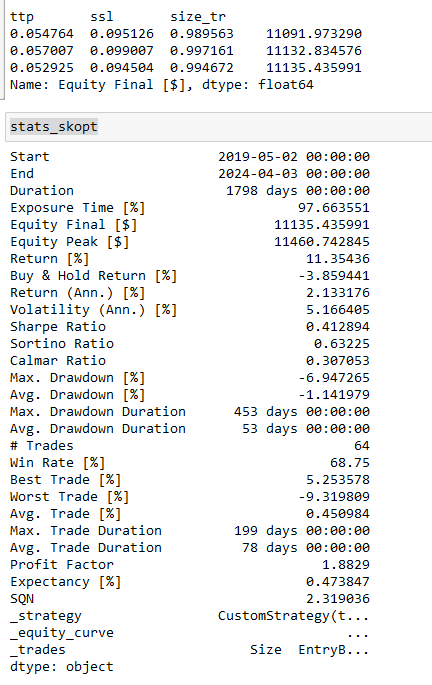 ttp ssl size_tr
0.054764 0.095126 0.989563 11091.973290
0.057007 0.099007 0.997161 11132.834576
0.052925 0.094504 0.994672 11135.435991
Name: Equity Final [$], dtype: float64
stats_skopt
Start 2019-05-02 00:00:00
End 2024-04-03 00:00:00
Duration 1798 days 00:00:00
Exposure Time [%] 97.663551
Equity Final [$] 11135.435991
Equity Peak [$] 11460.742845
Return [%] 11.35436
Buy & Hold Return [%] -3.859441
Return (Ann.) [%] 2.133176
Volatility (Ann.) [%] 5.166405
Sharpe Ratio 0.412894
Sortino Ratio 0.63225
Calmar Ratio 0.307053
Max. Drawdown [%] -6.947265
Avg. Drawdown [%] -1.141979
Max. Drawdown Duration 453 days 00:00:00
Avg. Drawdown Duration 53 days 00:00:00
# Trades 64
Win Rate [%] 68.75
Best Trade [%] 5.253578
Worst Trade [%] -9.319809
Avg. Trade [%] 0.450984
Max. Trade Duration 199 days 00:00:00
Avg. Trade Duration 78 days 00:00:00
Profit Factor 1.8829
Expectancy [%] 0.473847
SQN 2.319036
_strategy CustomStrategy(t...
_equity_curve ...
_trades Size EntryB...
dtype: object